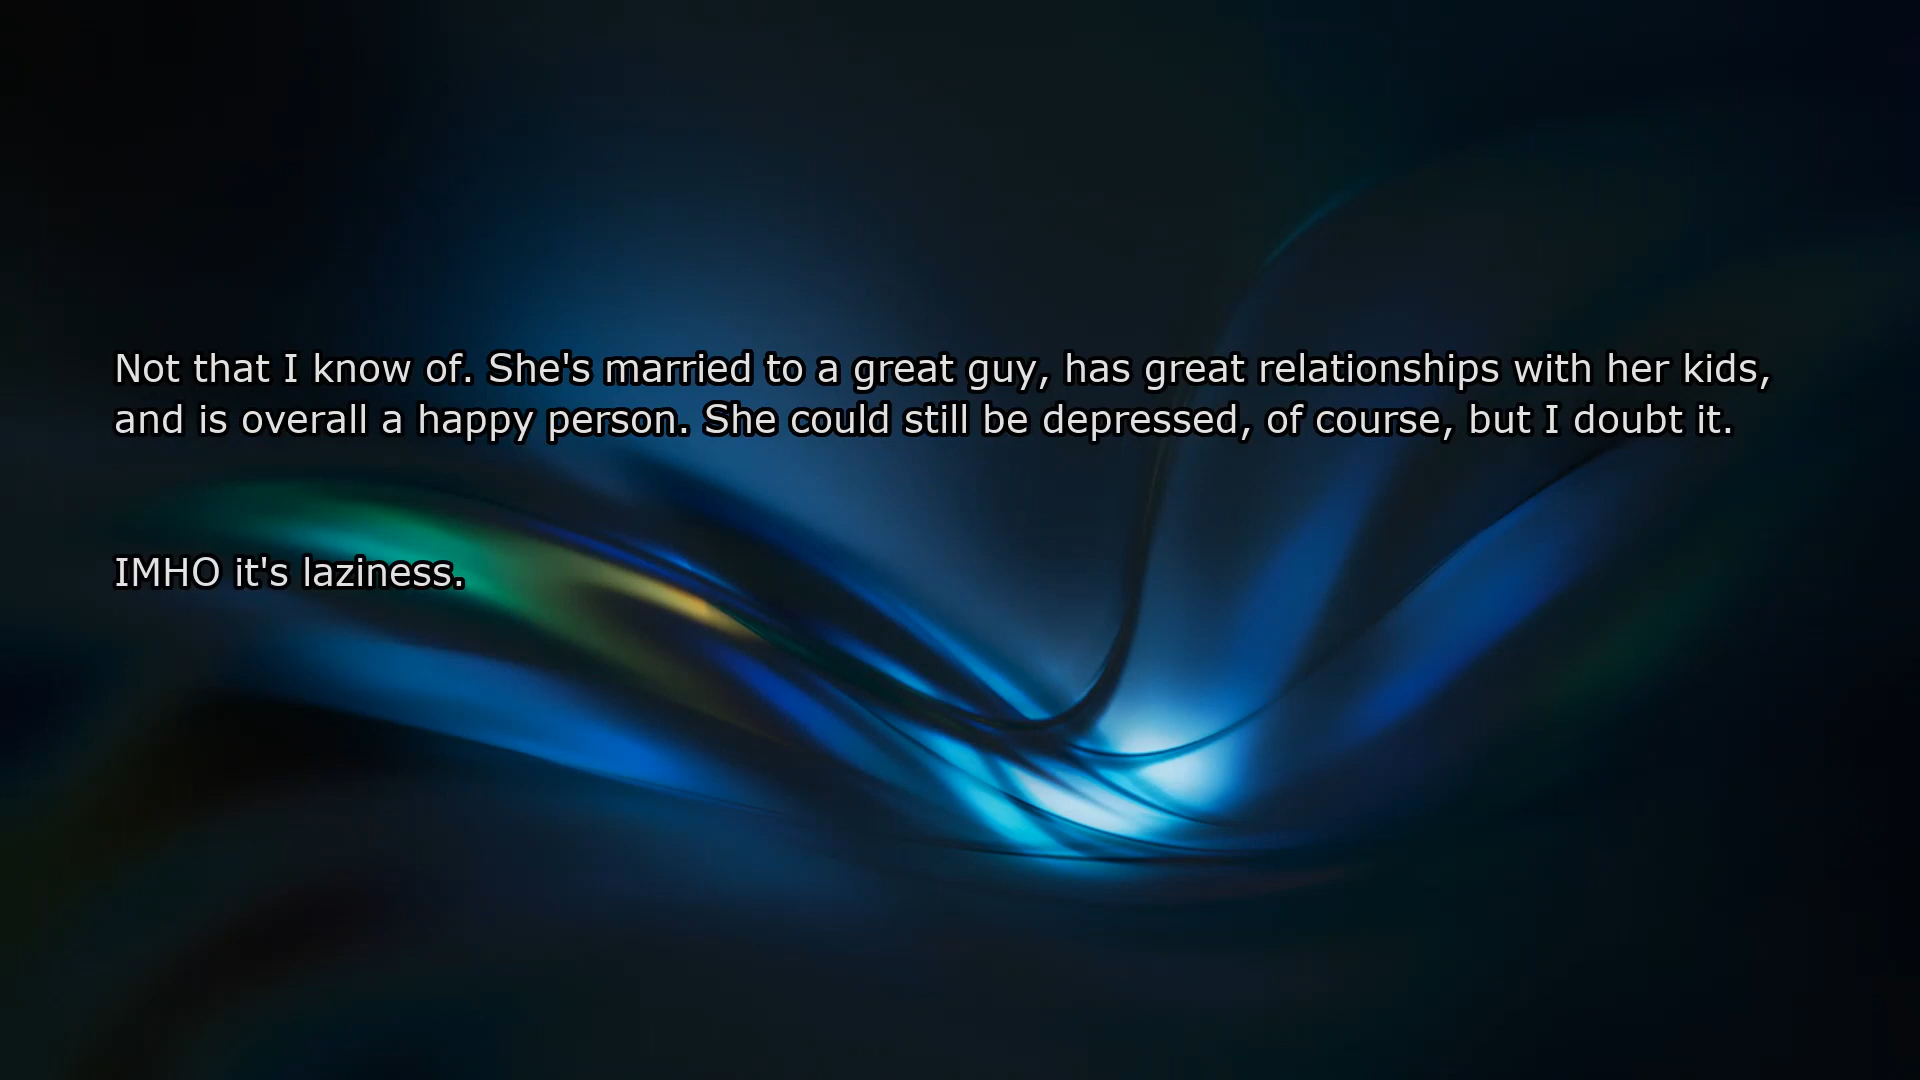 Not that I know of. She's married to a great guy, has great relationships with her kids,
and is overall a happy person. She could still be depressed, of course, but I doubt it.
IMHO it's laziness.